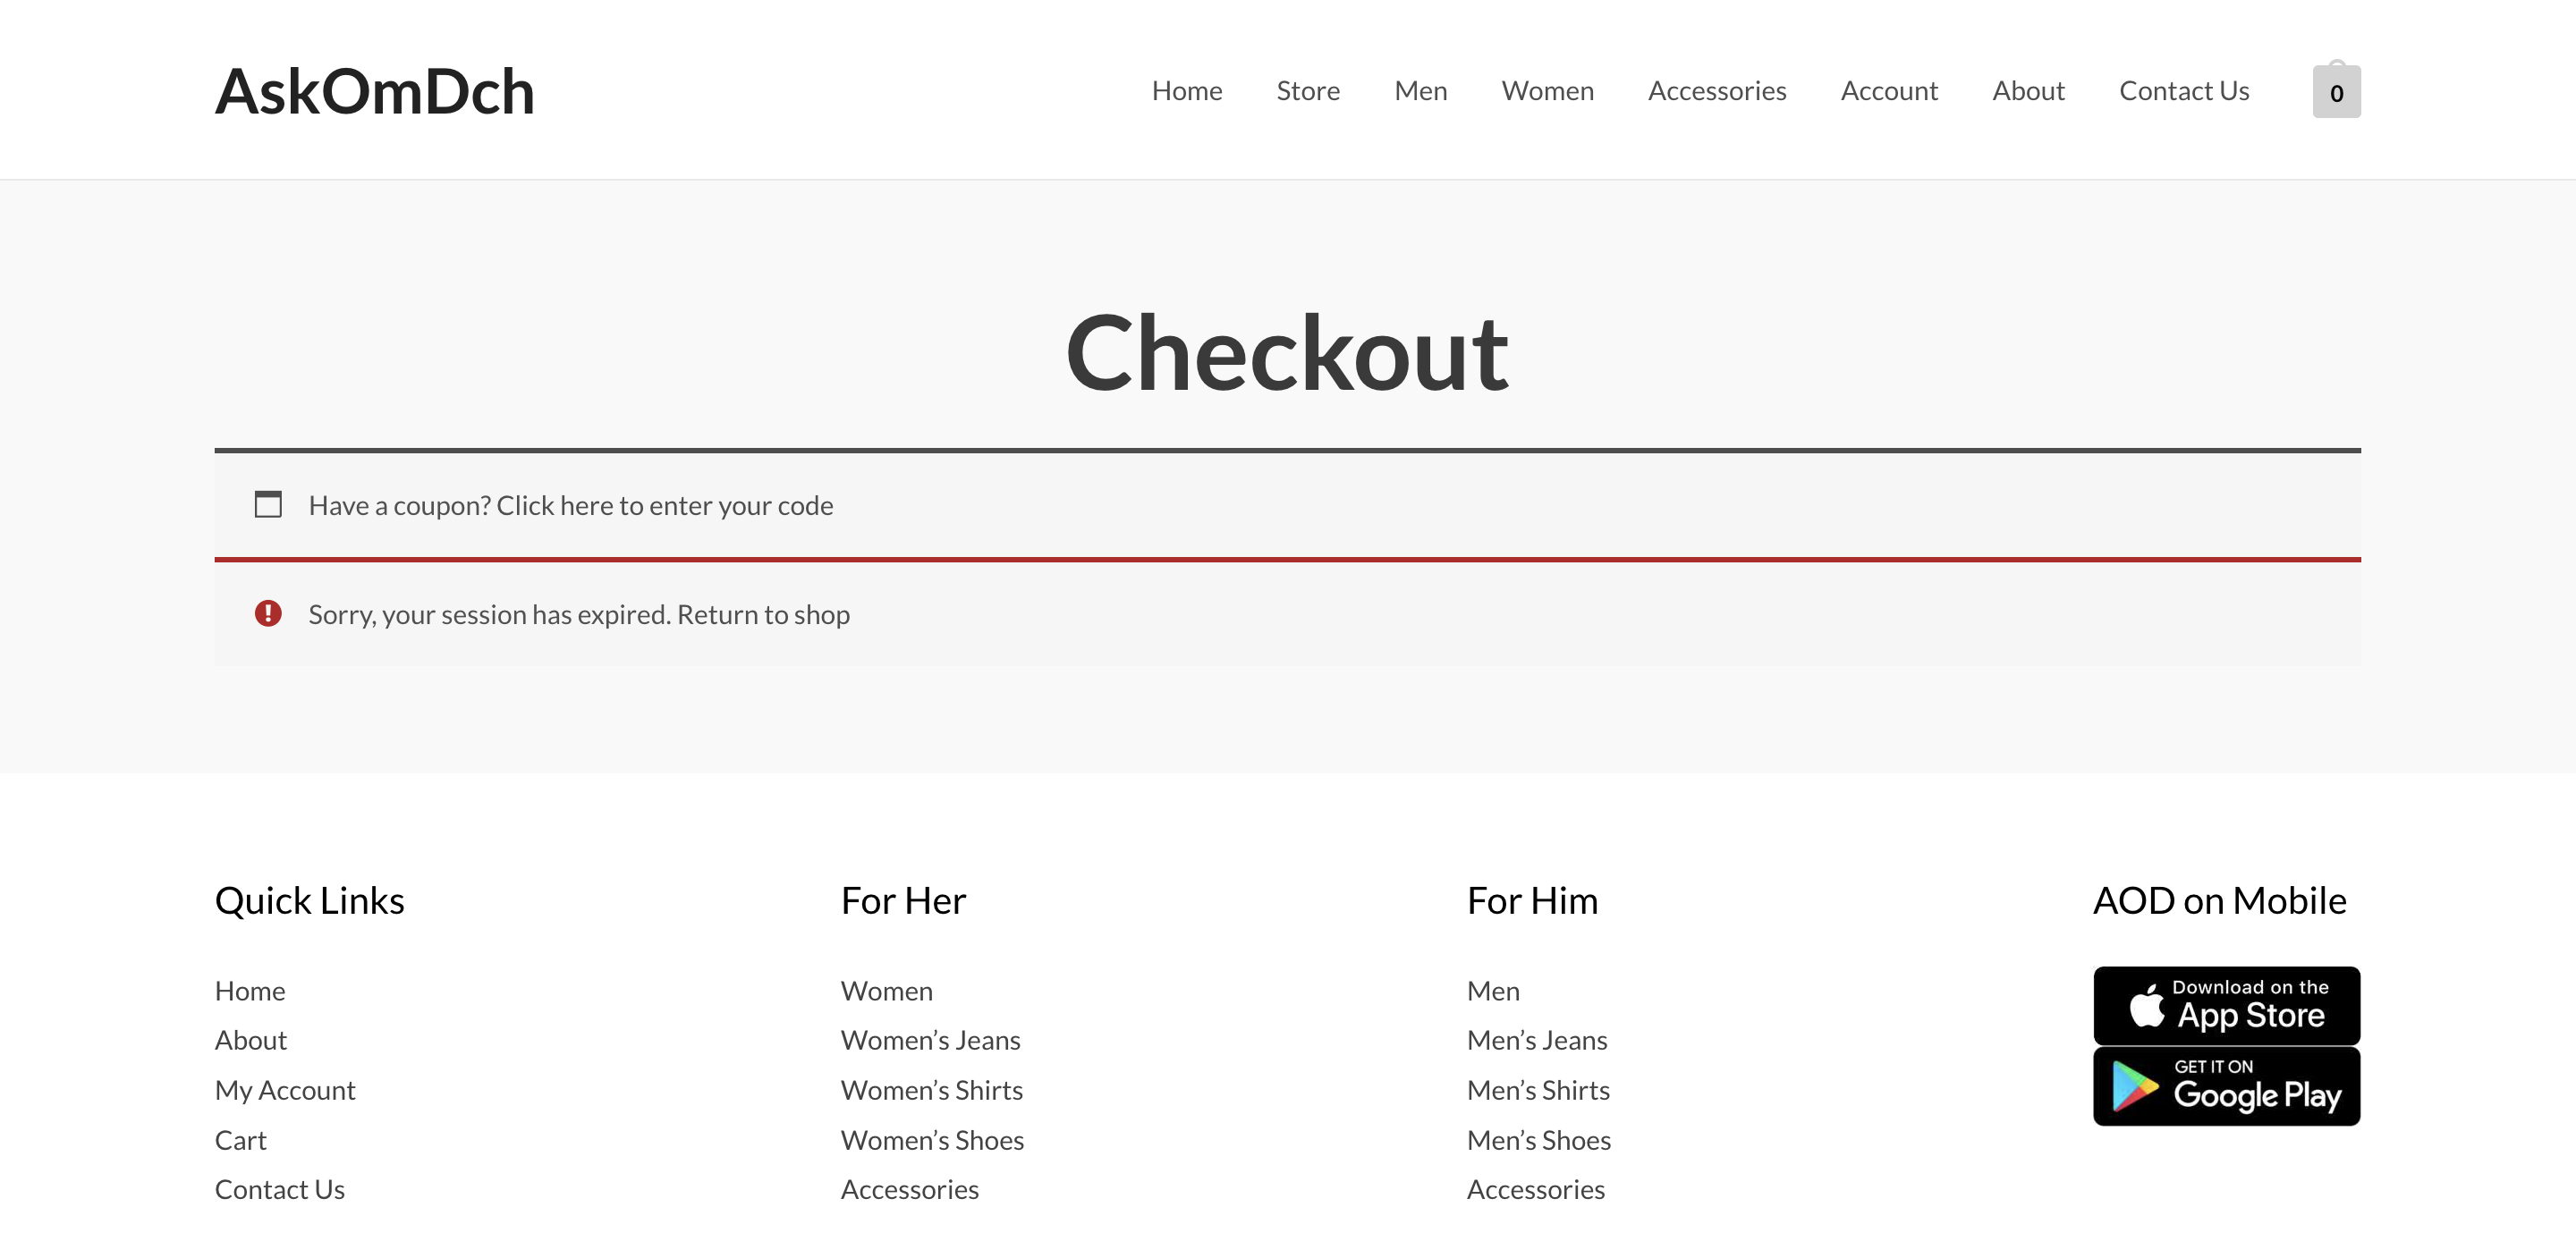 AskOmDch
Home Store Men Women Accessories Account About Contact Us 0
Checkout
Have a coupon? Click here to enter your code
Sorry, your session has expired. Return to shop
Quick Links
Home
About
My Account
Cart
Contact Us
For Her
Women
Women’s Jeans
Women’s Shirts
Women’s Shoes
Accessories
For Him
Men
Men’s Jeans
Men’s Shirts
Men’s Shoes
Accessories
AOD on Mobile
Download on the
App Store
GET IT ON
Google Play